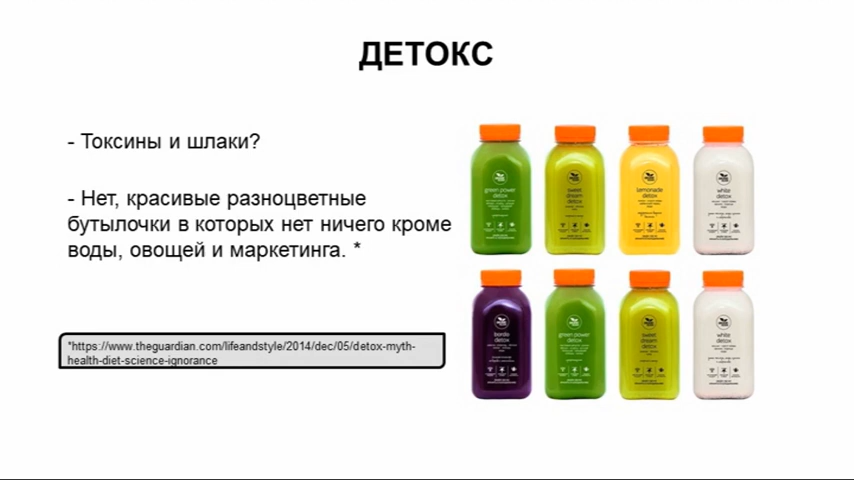 ДЕТОКС
- Токсины и шлаки?
- Нет, красивые разноцветные
бутылочки в которых нет ничего кроме
воды, овощей и маркетинга. *
*https://www.theguardian.com/lifeandstyle/2014/dec/05/detox-myth-
health-diet-science-ignorance
green power
detox
sweet
dream
detox
lemonade
detox
white
detox
bordo
detox
green power
detox
sweet
dream
detox
white
detox